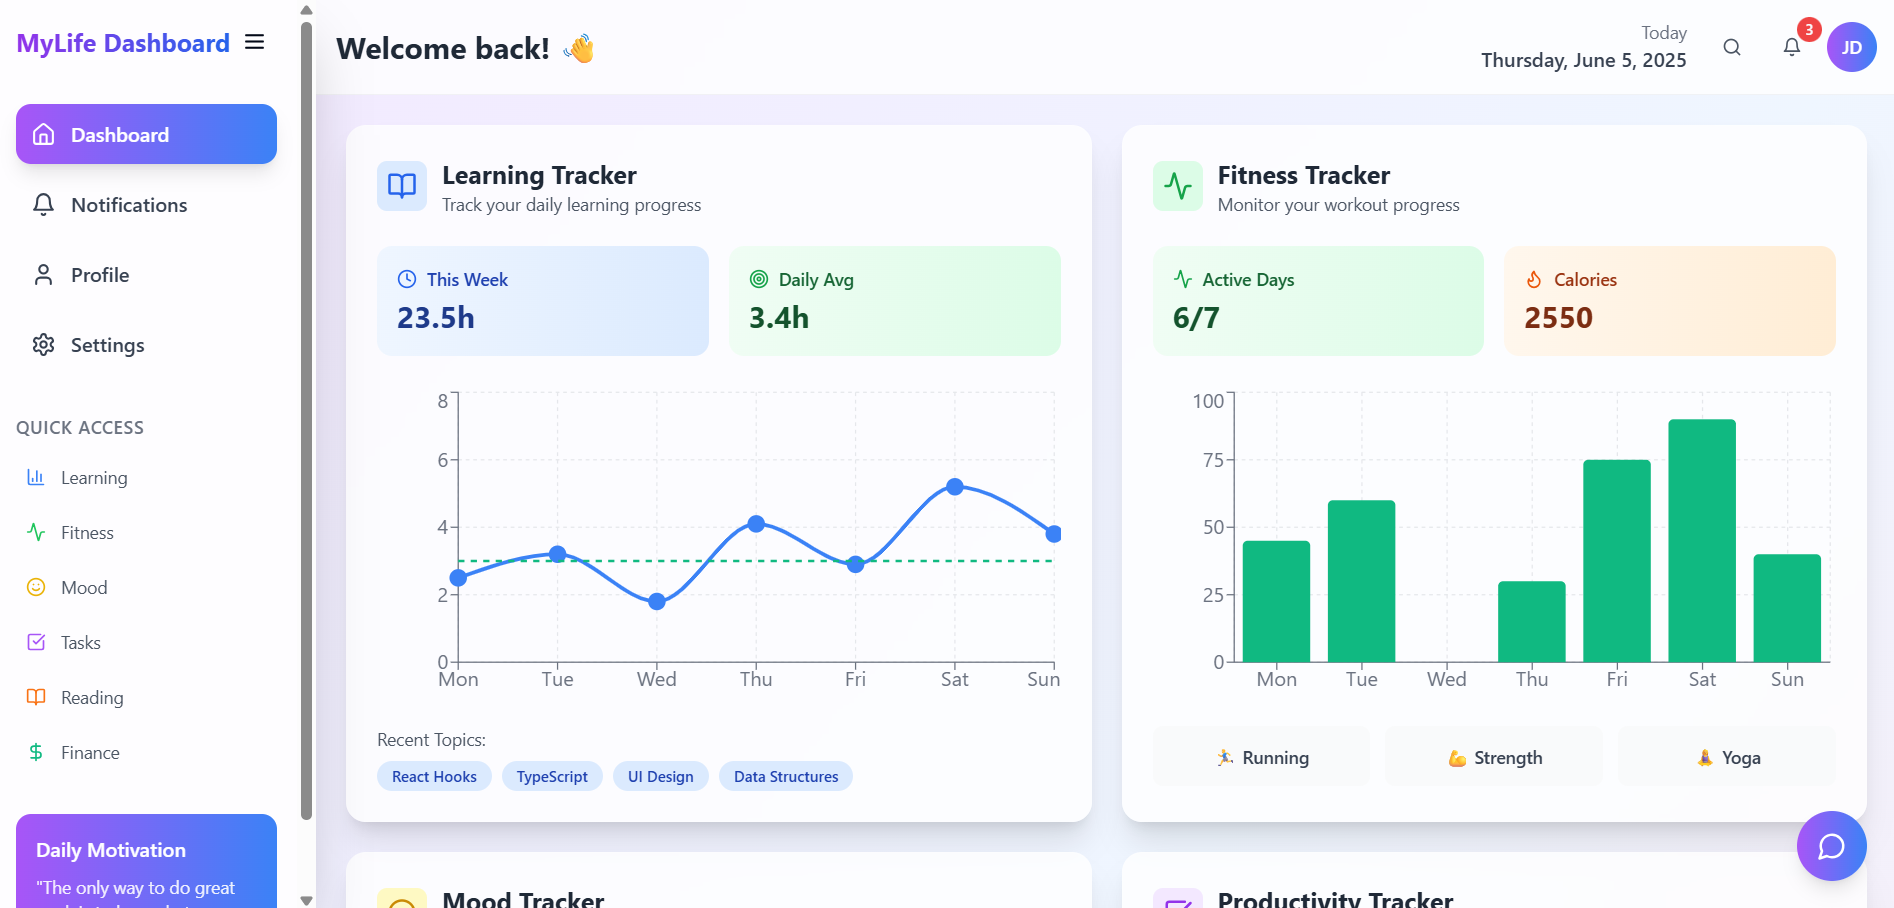 MyLife Dashboard
Dashboard
Notifications
Profile
Settings
QUICK ACCESS
Learning
Fitness
Mood
Tasks
Reading
Finance
Daily Motivation
"The only way to do great
Welcome back! 👋
Today
Thursday, June 5, 2025
3
JD
Learning Tracker
Track your daily learning progress
This Week
23.5h
Daily Avg
3.4h
8
6
4
2
0
Mon Tue Wed Thu Fri Sat Sun
Recent Topics:
React Hooks TypeScript UI Design Data Structures
Fitness Tracker
Monitor your workout progress
Active Days
6/7
Calories
2550
100
75
50
25
0
Mon Tue Wed Thu Fri Sat Sun
🏃 Running 💪 Strength 🧘 Yoga
Mood Tracker
Productivity Tracker